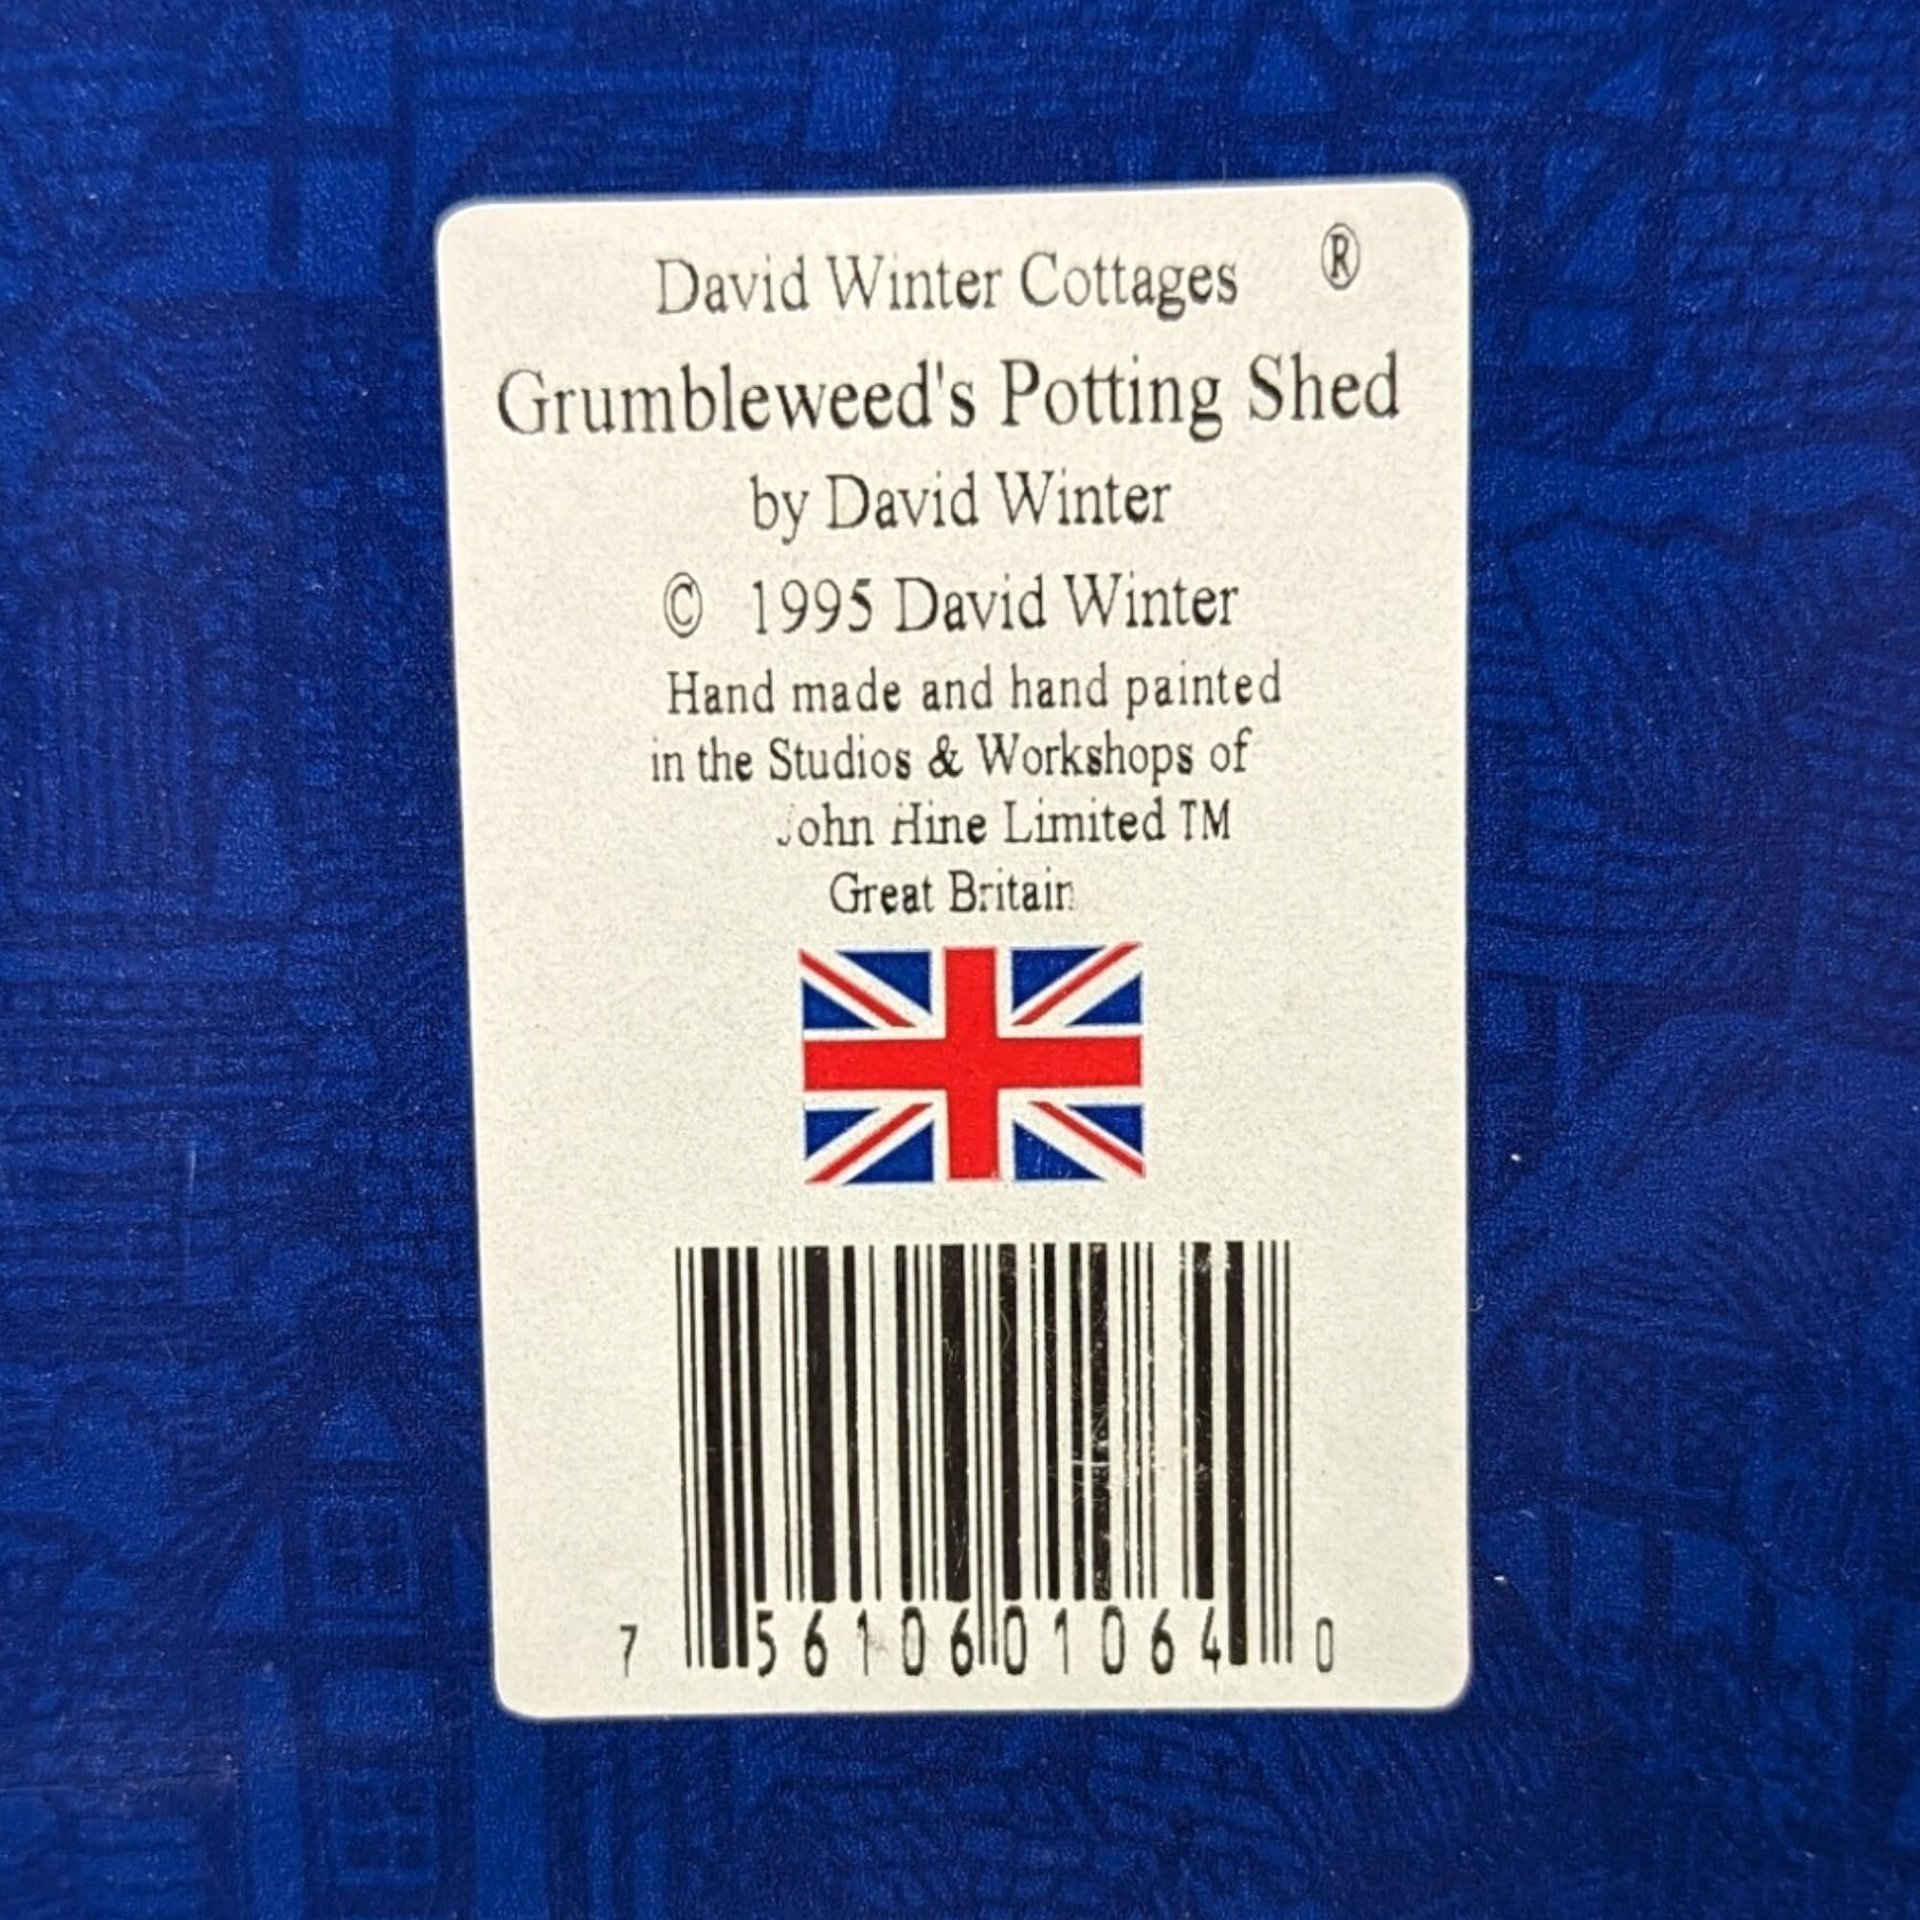 David Winter Cottages ®
Grumbleweed's Potting Shed
by David Winter
© 1995 David Winter
Hand made and hand painted
in the Studios & Workshops of
John Hine Limited TM
Great Britain
7 56106 01064 0